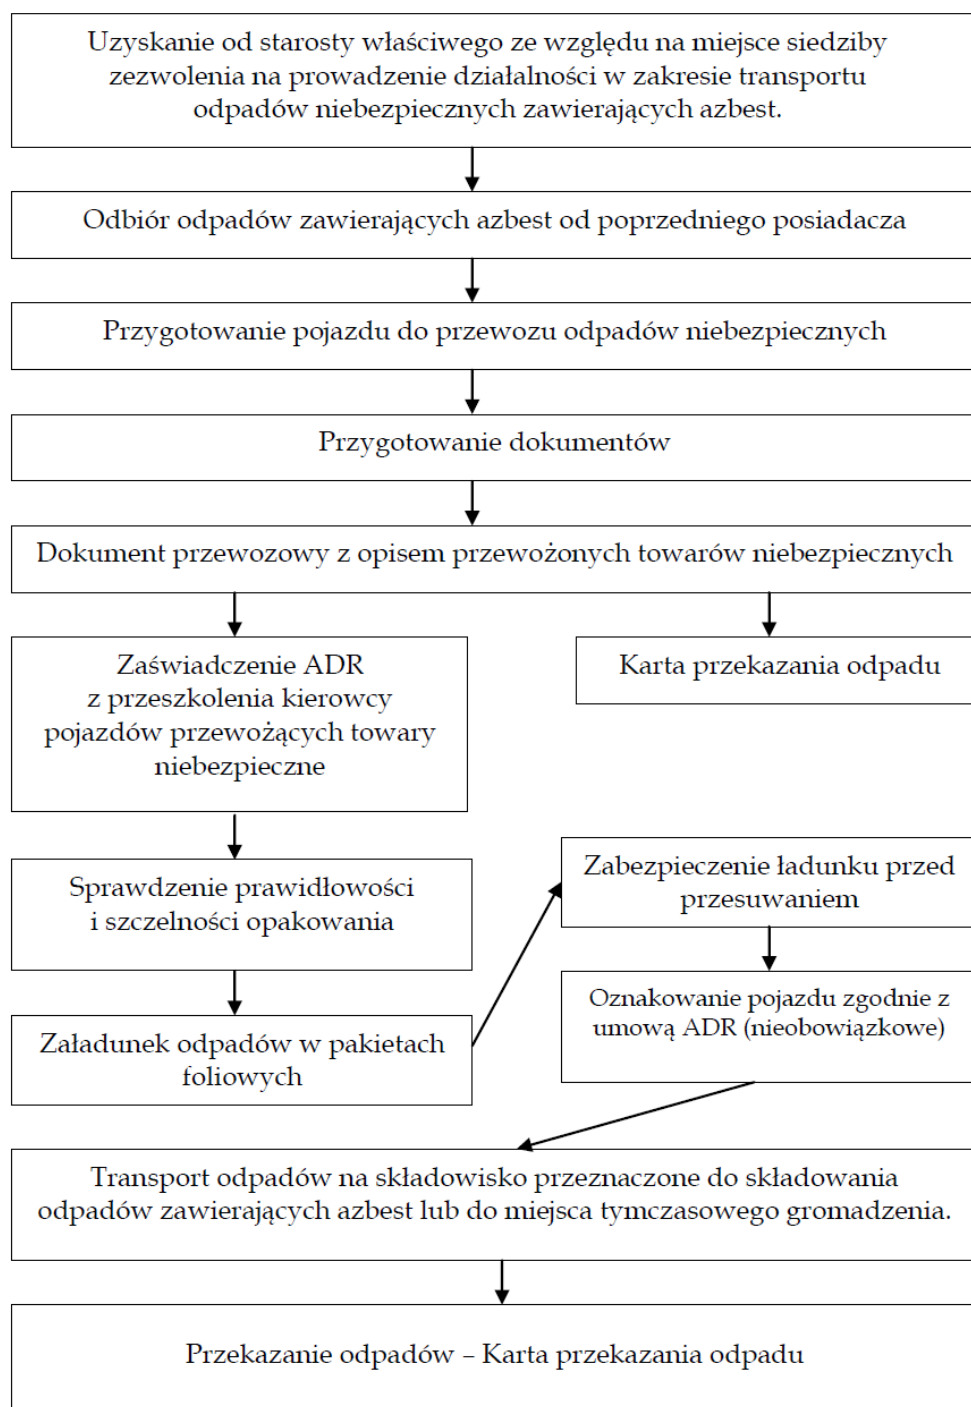 Uzyskanie od starosty właściwego ze względu na miejsce siedziby
zezwolenia na prowadzenie działalności w zakresie transportu
odpadów niebezpiecznych zawierających azbest.
Odbiór odpadów zawierających azbest od poprzedniego posiadacza
Przygotowanie pojazdu do przewozu odpadów niebezpiecznych
Przygotowanie dokumentów
Dokument przewozowy z opisem przewożonych towarów niebezpiecznych
Zaświadczenie ADR
z przeszkolenia kierowcy
pojazdów przewożących towary
niebezpieczne
Karta przekazania odpadu
Sprawdzenie prawidłowości
i szczelności opakowania
Załadunek odpadów w pakietach
foliowych
Zabezpieczenie ładunku przed
przesuwaniem
Oznakowanie pojazdu zgodnie z
umową ADR (nieobowiązkowe)
Transport odpadów na składowisko przeznaczone do składowania
odpadów zawierających azbest lub do miejsca tymczasowego gromadzenia.
Przekazanie odpadów – Karta przekazania odpadu